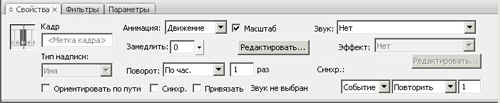 Свойства × Фильтры Параметры
Кадр Анимация: Движение Масштаб Звук: Нет
<Метка кадра> Замедлить: 0 Редактировать... Эффект: Нет
Тип надписи: Редактировать...
Имя Поворот: По час. 1 раз Синхр.:
Ориентировать по пути Синхр. Привязать Звук не выбран Событие Повторить 1